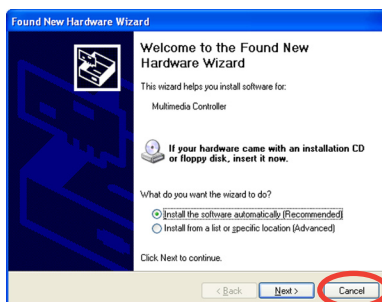 Found New Hardware Wizard
Welcome to the Found New
Hardware Wizard
This wizard helps you install software for:
Multimedia Controller
If your hardware came with an installation CD
or floppy disk, insert it now.
What do you want the wizard to do?
Install the software automatically (Recommended)
Install from a list or specific location (Advanced)
Click Next to continue.
< Back Next > Cancel